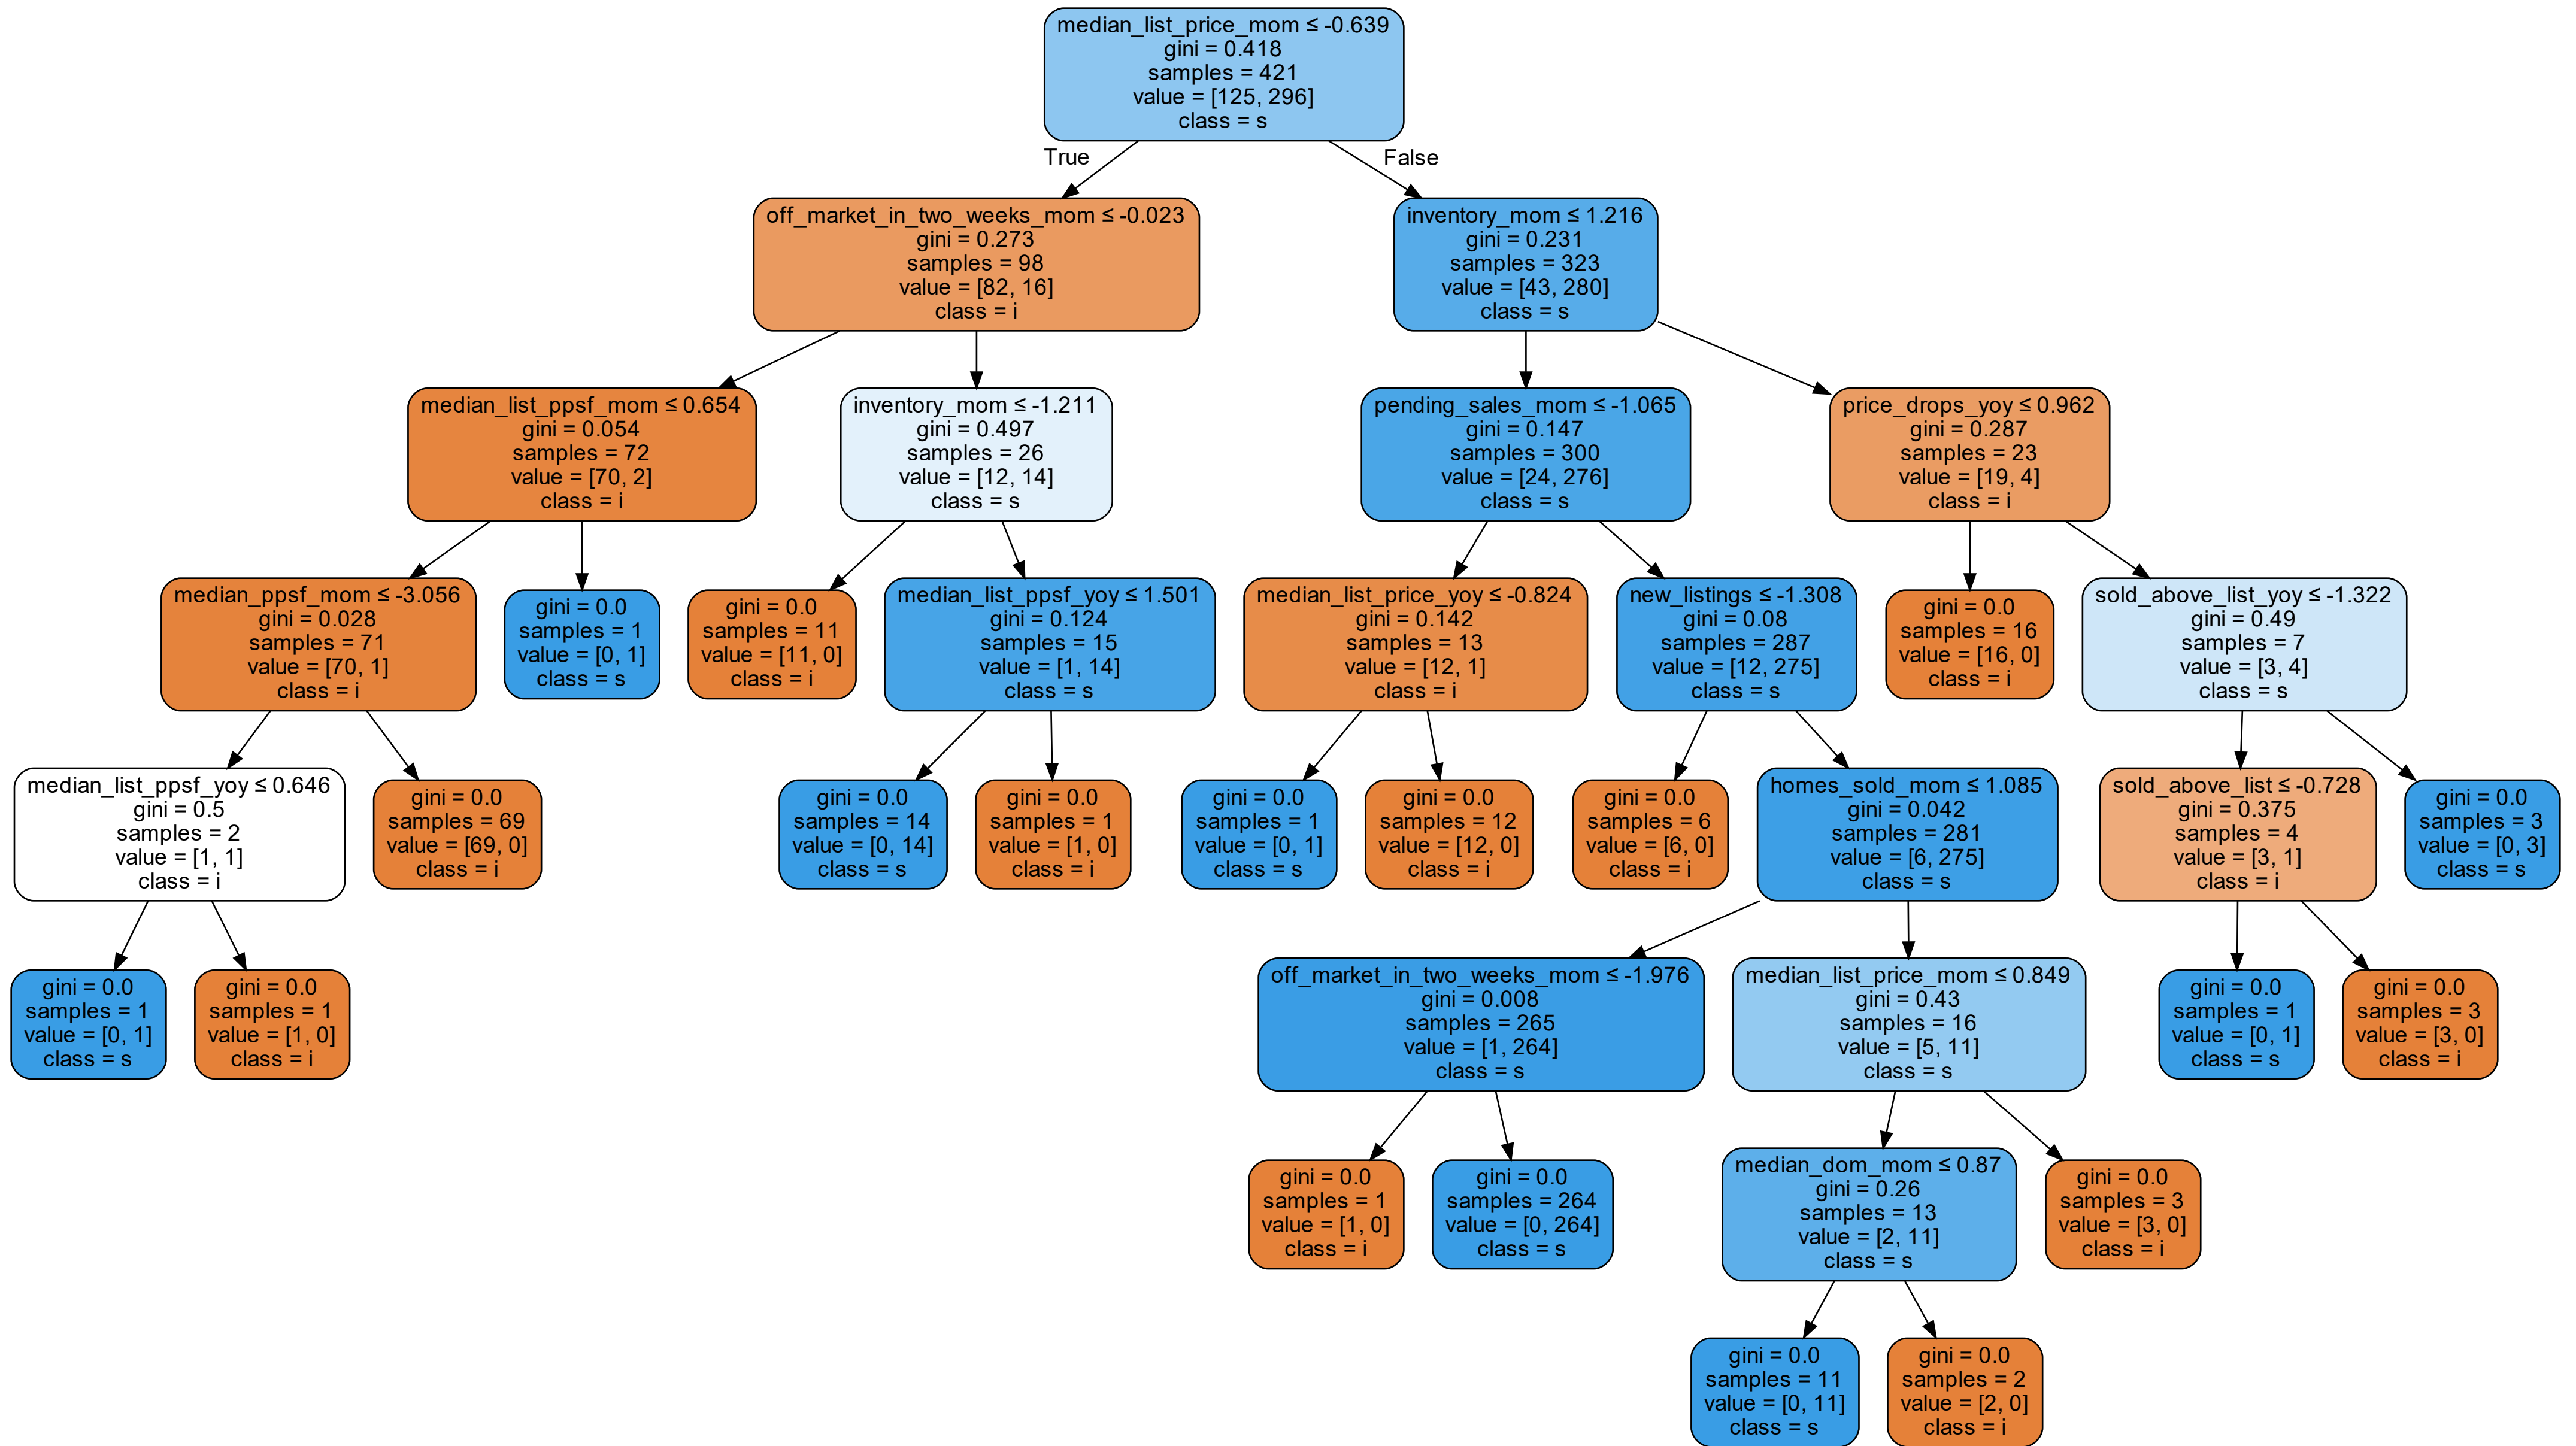 median_list_price_mom ≤ -0.639
gini = 0.418
samples = 421
value = [125, 296]
class = s
True
False
off_market_in_two_weeks_mom ≤ -0.023
gini = 0.273
samples = 98
value = [82, 16]
class = i
inventory_mom ≤ 1.216
gini = 0.231
samples = 323
value = [43, 280]
class = s
median_list_ppsf_mom ≤ 0.654
gini = 0.054
samples = 72
value = [70, 2]
class = i
inventory_mom ≤ -1.211
gini = 0.497
samples = 26
value = [12, 14]
class = s
pending_sales_mom ≤ -1.065
gini = 0.147
samples = 300
value = [24, 276]
class = s
price_drops_yoy ≤ 0.962
gini = 0.287
samples = 23
value = [19, 4]
class = i
median_ppsf_mom ≤ -3.056
gini = 0.028
samples = 71
value = [70, 1]
class = i
gini = 0.0
samples = 1
value = [0, 1]
class = s
gini = 0.0
samples = 11
value = [11, 0]
class = i
median_list_ppsf_yoy ≤ 1.501
gini = 0.124
samples = 15
value = [1, 14]
class = s
median_list_price_yoy ≤ -0.824
gini = 0.142
samples = 13
value = [12, 1]
class = i
new_listings ≤ -1.308
gini = 0.08
samples = 287
value = [12, 275]
class = s
gini = 0.0
samples = 16
value = [16, 0]
class = i
sold_above_list_yoy ≤ -1.322
gini = 0.49
samples = 7
value = [3, 4]
class = s
median_list_ppsf_yoy ≤ 0.646
gini = 0.5
samples = 2
value = [1, 1]
class = i
gini = 0.0
samples = 69
value = [69, 0]
class = i
gini = 0.0
samples = 14
value = [0, 14]
class = s
gini = 0.0
samples = 1
value = [1, 0]
class = i
gini = 0.0
samples = 1
value = [0, 1]
class = s
gini = 0.0
samples = 12
value = [12, 0]
class = i
gini = 0.0
samples = 6
value = [6, 0]
class = i
homes_sold_mom ≤ 1.085
gini = 0.042
samples = 281
value = [6, 275]
class = s
sold_above_list ≤ -0.728
gini = 0.375
samples = 4
value = [3, 1]
class = i
gini = 0.0
samples = 3
value = [0, 3]
class = s
gini = 0.0
samples = 1
value = [0, 1]
class = s
gini = 0.0
samples = 1
value = [1, 0]
class = i
off_market_in_two_weeks_mom ≤ -1.976
gini = 0.008
samples = 265
value = [1, 264]
class = s
median_list_price_mom ≤ 0.849
gini = 0.43
samples = 16
value = [5, 11]
class = s
gini = 0.0
samples = 1
value = [0, 1]
class = s
gini = 0.0
samples = 3
value = [3, 0]
class = i
gini = 0.0
samples = 1
value = [1, 0]
class = i
gini = 0.0
samples = 264
value = [0, 264]
class = s
median_dom_mom ≤ 0.87
gini = 0.26
samples = 13
value = [2, 11]
class = s
gini = 0.0
samples = 3
value = [3, 0]
class = i
gini = 0.0
samples = 11
value = [0, 11]
class = s
gini = 0.0
samples = 2
value = [2, 0]
class = i